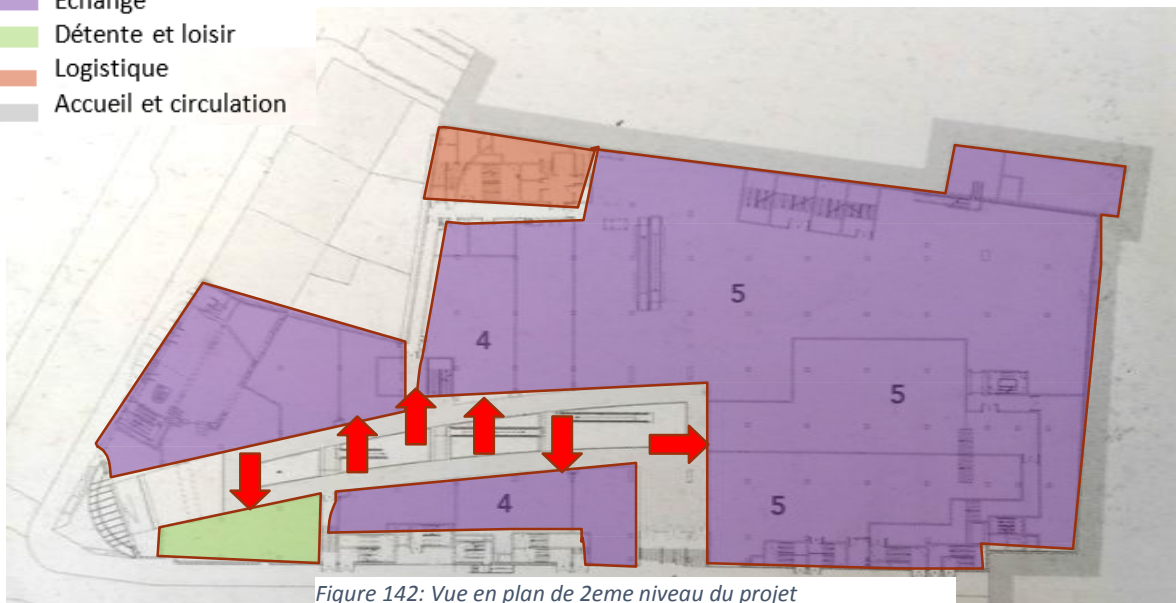 Echange
Détente et loisir
Logistique
Accueil et circulation
5
4
5
4
5
Figure 142: Vue en plan de 2eme niveau du projet